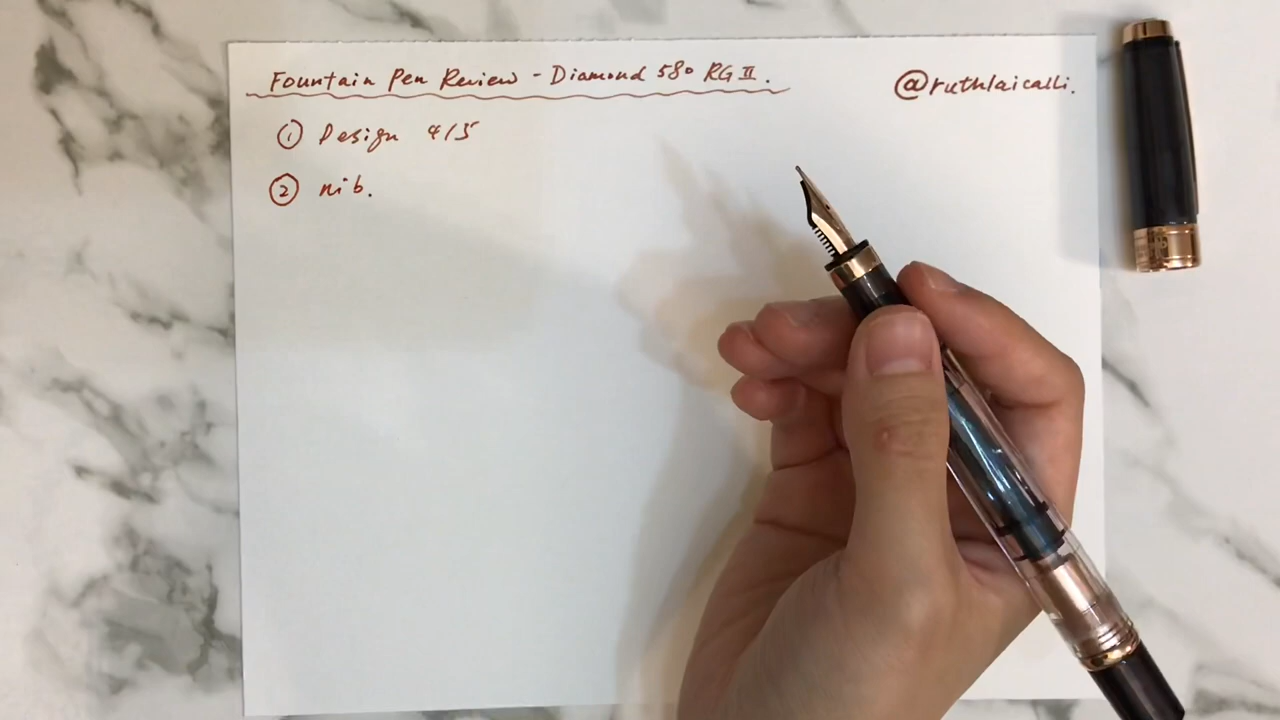 Fountain Pen Review - Diamond 580 RG II.
@ruthlaicalli.
① Design 4/5
② nib.